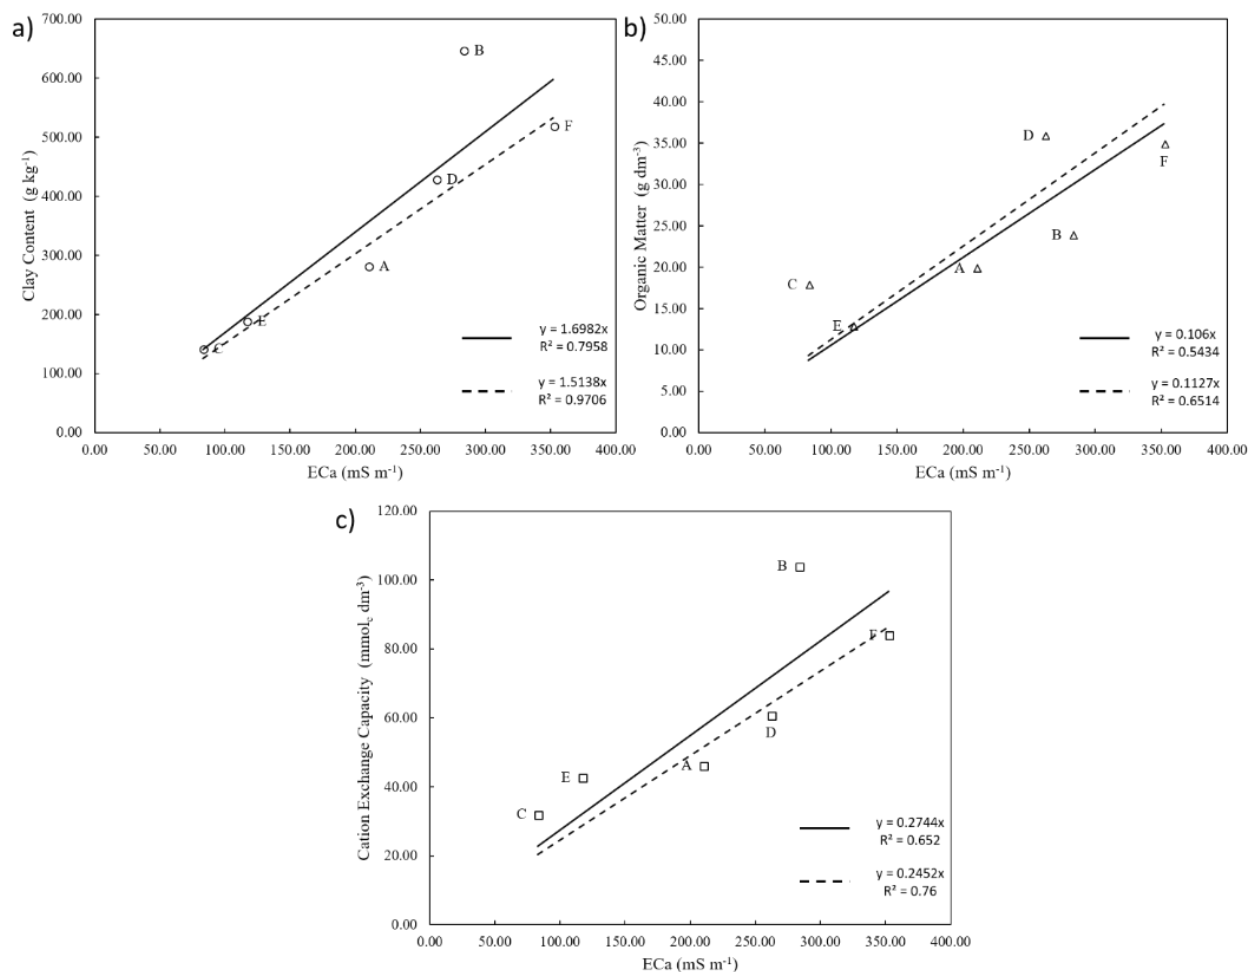 a)
700.00
600.00
500.00
400.00
300.00
200.00
100.00
0.00
Clay Content (g kg⁻¹)
B
F
D
A
E
C
y = 1.6982x
R² = 0.7958
y = 1.5138x
R² = 0.9706
0.00 50.00 100.00 150.00 200.00 250.00 300.00 350.00 400.00
ECa (mS m⁻¹)
b)
50.00
45.00
40.00
35.00
30.00
25.00
20.00
15.00
10.00
5.00
0.00
Organic Matter (g dm⁻³)
D
F
B
A
C
E
y = 0.106x
R² = 0.5434
y = 0.1127x
R² = 0.6514
0.00 50.00 100.00 150.00 200.00 250.00 300.00 350.00 400.00
ECa (mS m⁻¹)
c)
120.00
100.00
80.00
60.00
40.00
20.00
0.00
Cation Exchange Capacity (mmol꜀ dm⁻³)
B
F
D
A
E
C
y = 0.2744x
R² = 0.652
y = 0.2452x
R² = 0.76
0.00 50.00 100.00 150.00 200.00 250.00 300.00 350.00 400.00
ECa (mS m⁻¹)